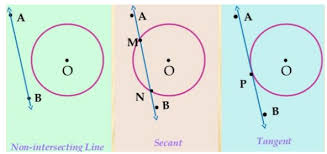 A
O
B
Non-intersecting Line
A
M
O
N
B
Secant
A
O
P
B
Tangent